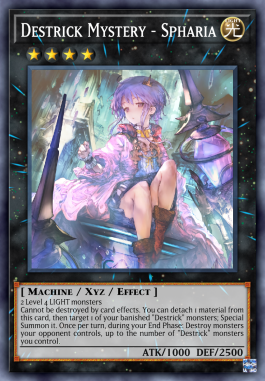 Destrick Mystery - Spharia
LIGHT
光
[ Machine / Xyz / Effect ]
2 Level 4 LIGHT monsters
Cannot be destroyed by card effects. You can detach 1 material from
this card, then target 1 of your banished "Destrick" monsters; Special
Summon it. Once per turn, during your End Phase: Destroy monsters
your opponent controls, up to the number of "Destrick" monsters
you control.
ATK/1000 DEF/2500